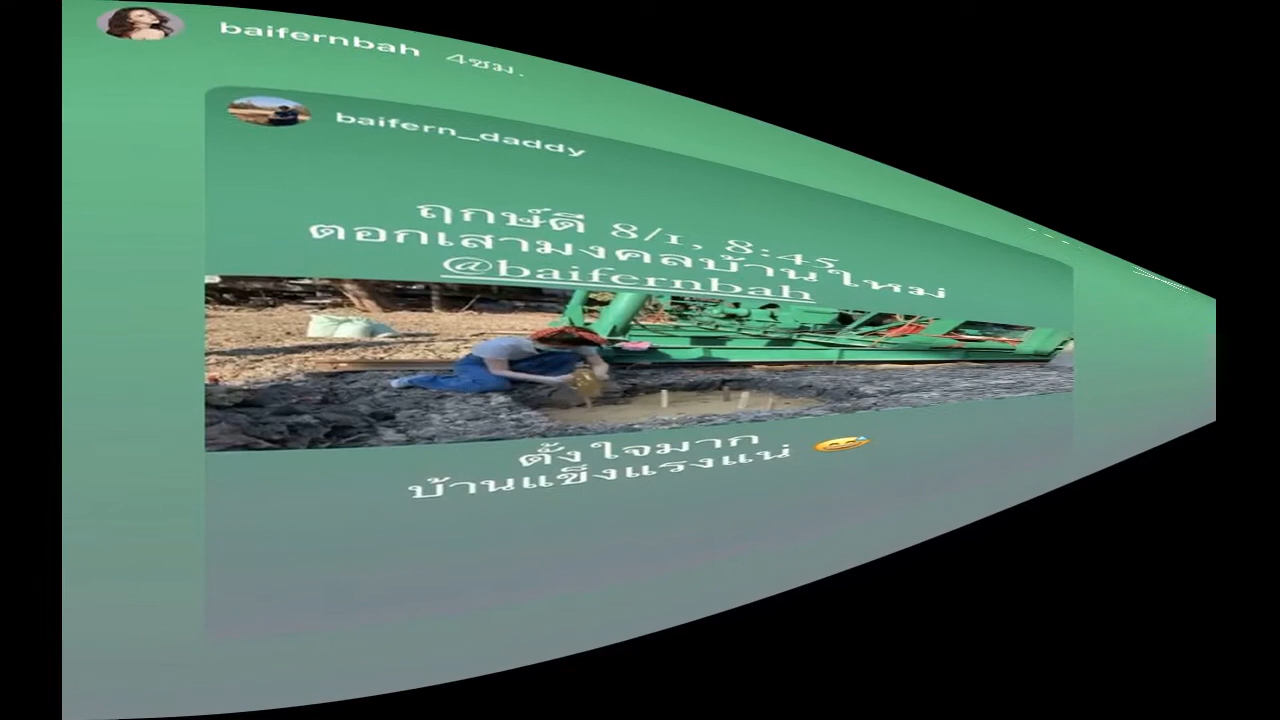 baifernbah 4ชม.
baifern_daddy
ฤกษ์ดี 8/1, 8:45
ตอกเสามงคลบ้านใหม่
@baifernbah
ตั้งใจมาก
บ้านแข็งแรงแน่ 😅